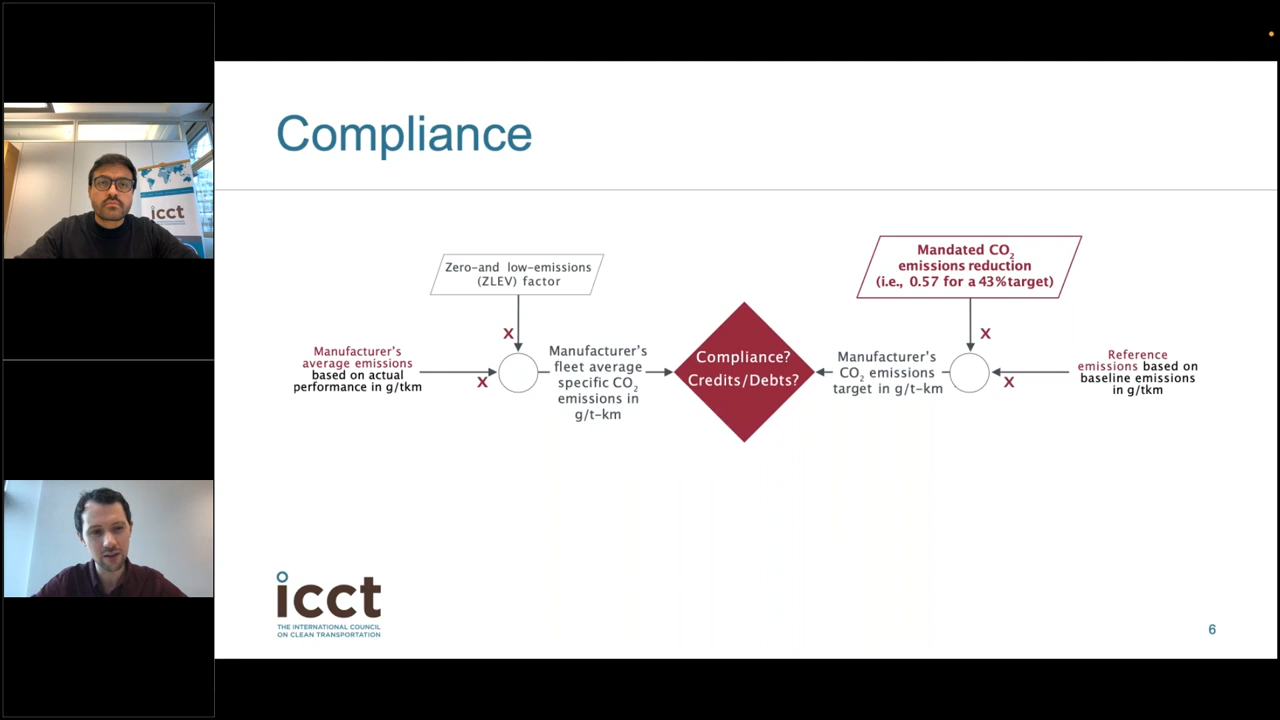 Compliance
Zero-and low-emissions
(ZLEV) factor
Mandated CO2
emissions reduction
(i.e., 0.57 for a 43%target)
X
X
Manufacturer's
average emissions
based on actual
performance in g/tkm
X
Manufacturer's
fleet average
specific CO2
emissions in
g/t-km
Compliance?
Credits/Debts?
Manufacturer's
CO2 emissions
target in g/t-km
X
Reference
emissions based on
baseline emissions
in g/tkm
icct
icct
THE INTERNATIONAL COUNCIL
ON CLEAN TRANSPORTATION
6